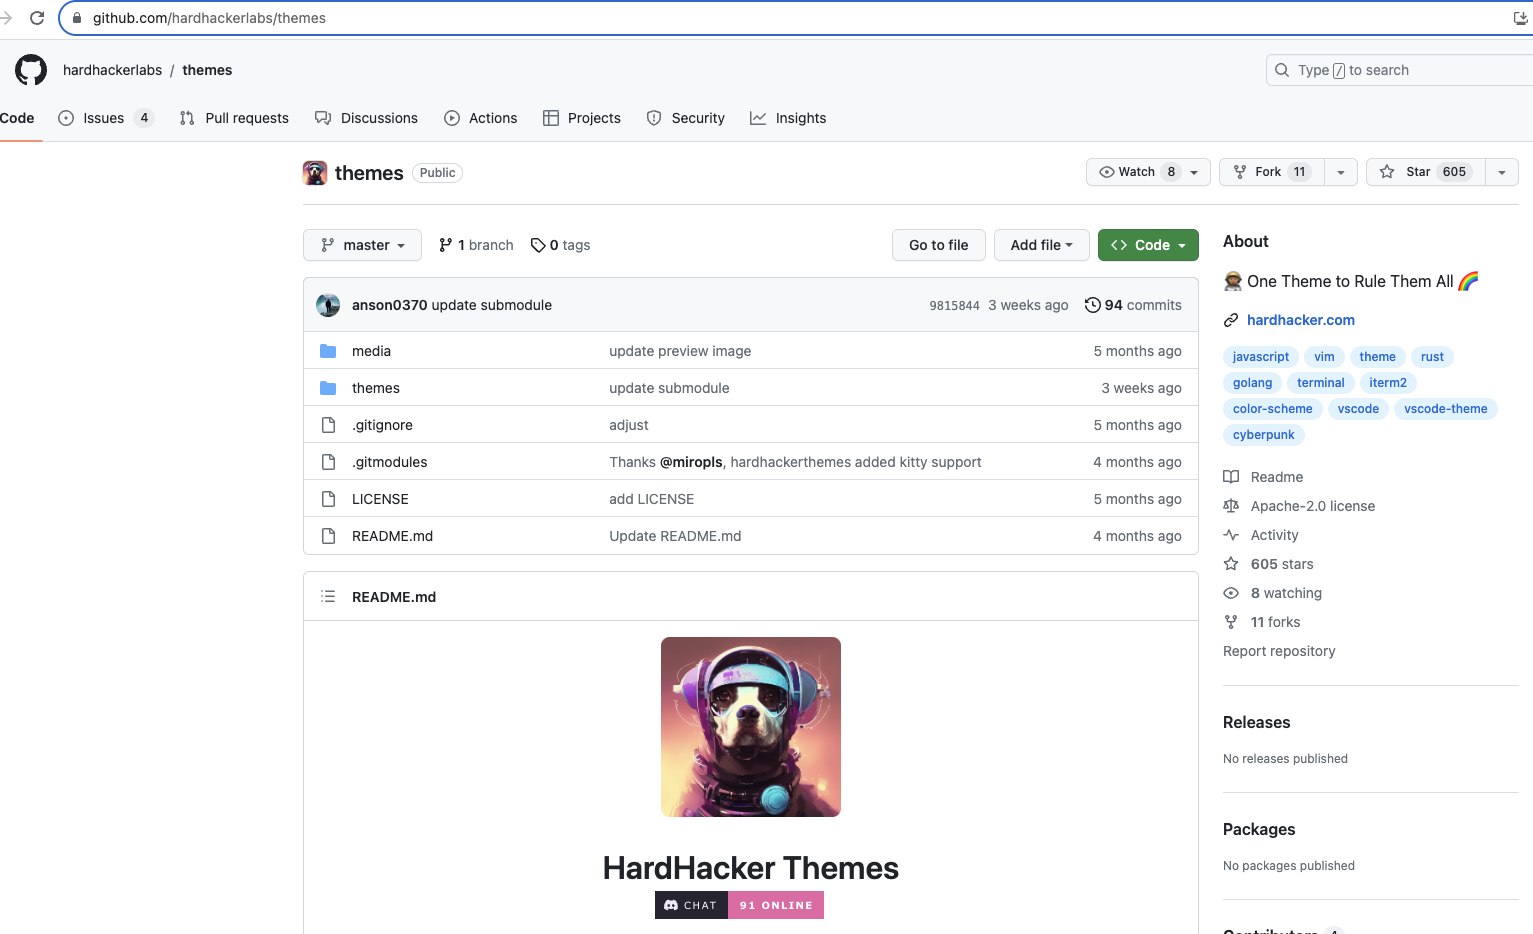 github.com/hardhackerlabs/themes
hardhackerlabs / themes
Type / to search
Code Issues 4 Pull requests Discussions Actions Projects Security Insights
themes Public
Watch 8 Fork 11 Star 605
master 1 branch 0 tags Go to file Add file Code
anson0370 update submodule 9815844 3 weeks ago 94 commits
media update preview image 5 months ago
themes update submodule 3 weeks ago
.gitignore adjust 5 months ago
.gitmodules Thanks @miropls, hardhackerthemes added kitty support 4 months ago
LICENSE add LICENSE 5 months ago
README.md Update README.md 4 months ago
README.md
HardHacker Themes
CHAT 91 ONLINE
About
One Theme to Rule Them All
hardhacker.com
javascript vim theme rust
golang terminal iterm2
color-scheme vscode vscode-theme
cyberpunk
Readme
Apache-2.0 license
Activity
605 stars
8 watching
11 forks
Report repository
Releases
No releases published
Packages
No packages published